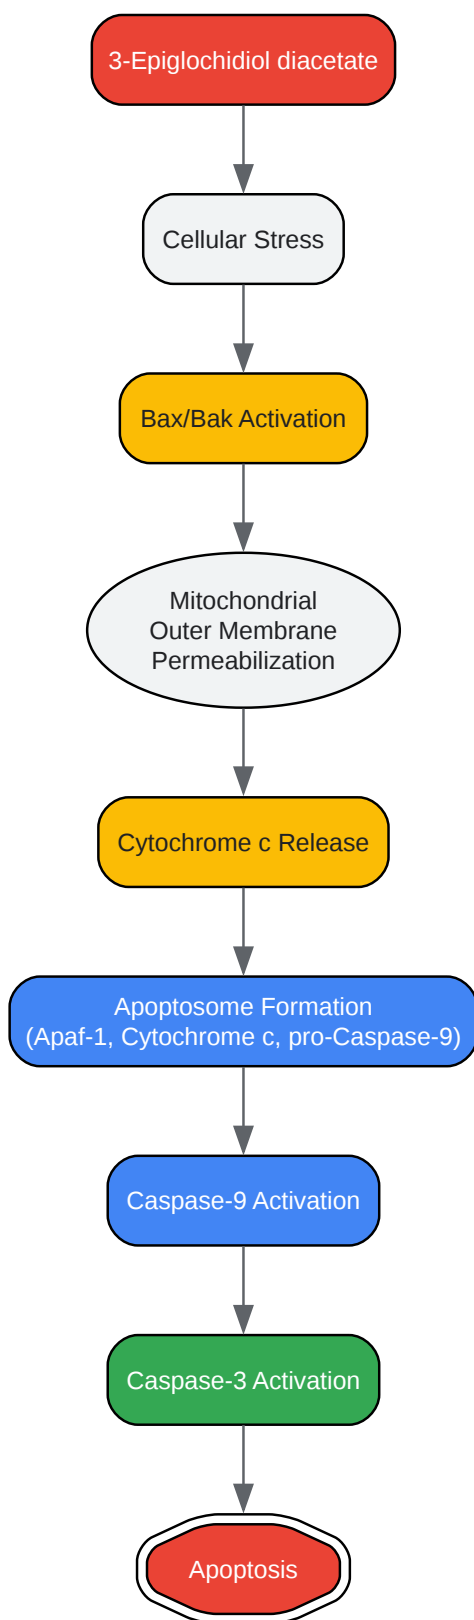 3-Epiglochidiol diacetate
Cellular Stress
Bax/Bak Activation
Mitochondrial
Outer Membrane
Permeabilization
Cytochrome c Release
Apoptosome Formation
(Apaf-1, Cytochrome c, pro-Caspase-9)
Caspase-9 Activation
Caspase-3 Activation
Apoptosis